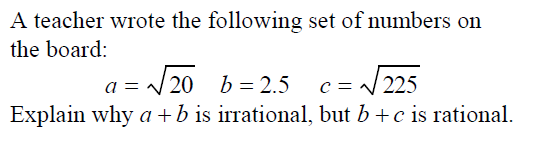 A teacher wrote the following set of numbers on
the board:
a = √20 b = 2.5 c = √225
Explain why a + b is irrational, but b + c is rational.